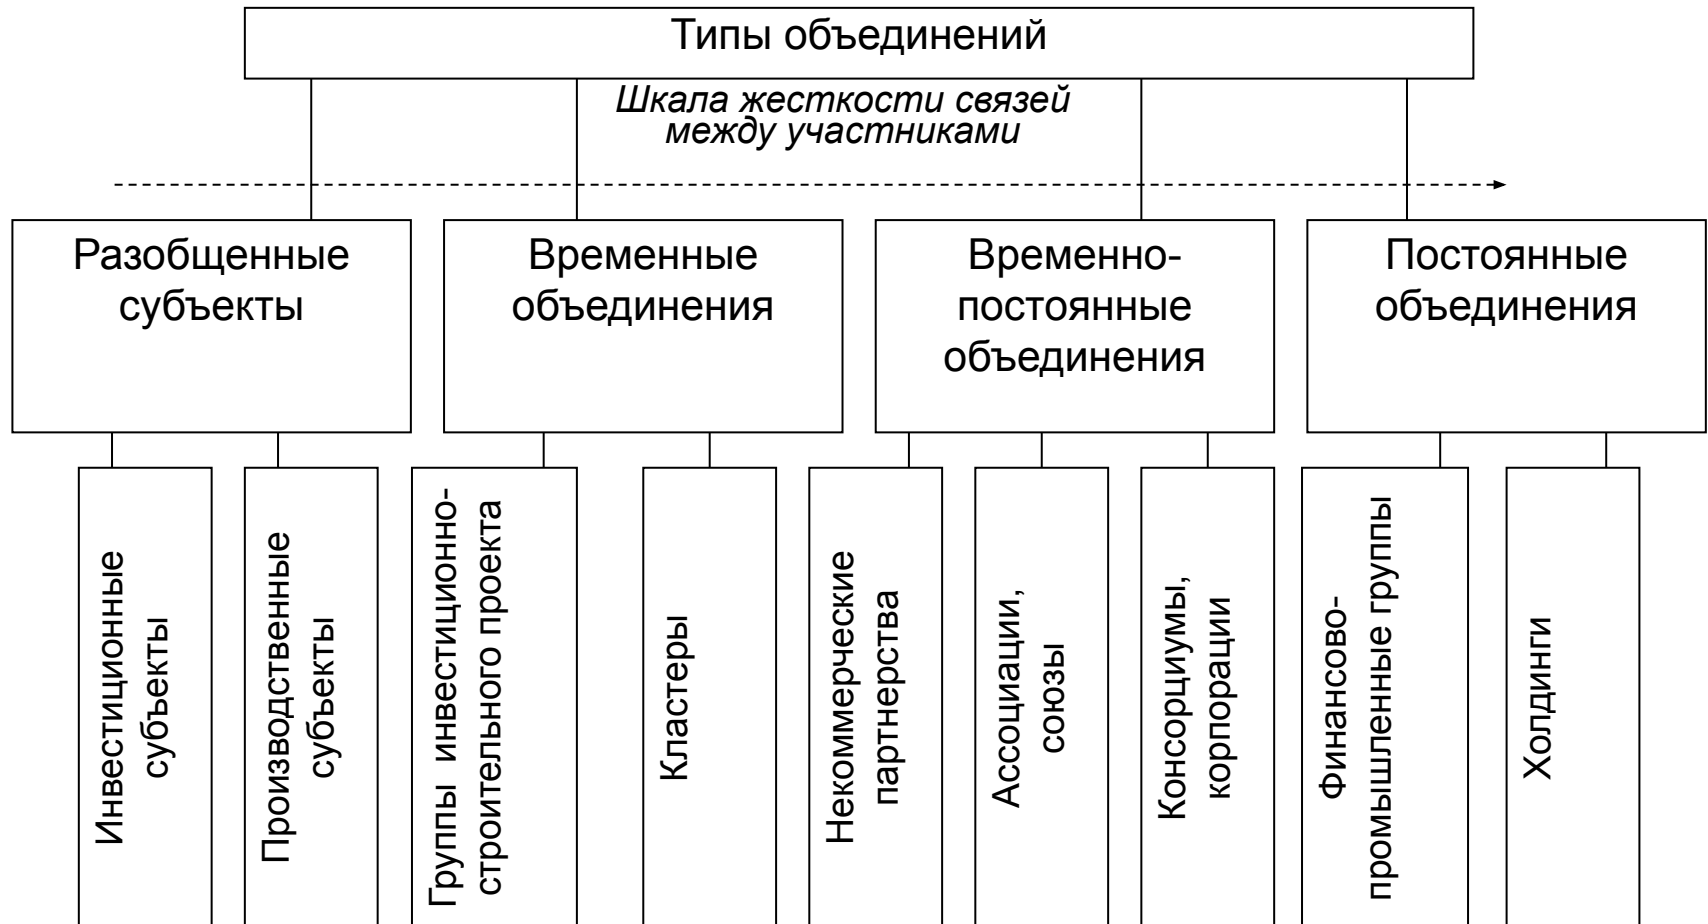 Типы объединений
Шкала жесткости связей
между участниками
Разобщенные
субъекты
Временные
объединения
Временно-
постоянные
объединения
Постоянные
объединения
Инвестиционные
субъекты
Производственные
субъекты
Группы инвестиционно-
строительного проекта
Кластеры
Некоммерческие
партнерства
Ассоциации,
союзы
Консорциумы,
корпорации
Финансово-
промышленные группы
Холдинги